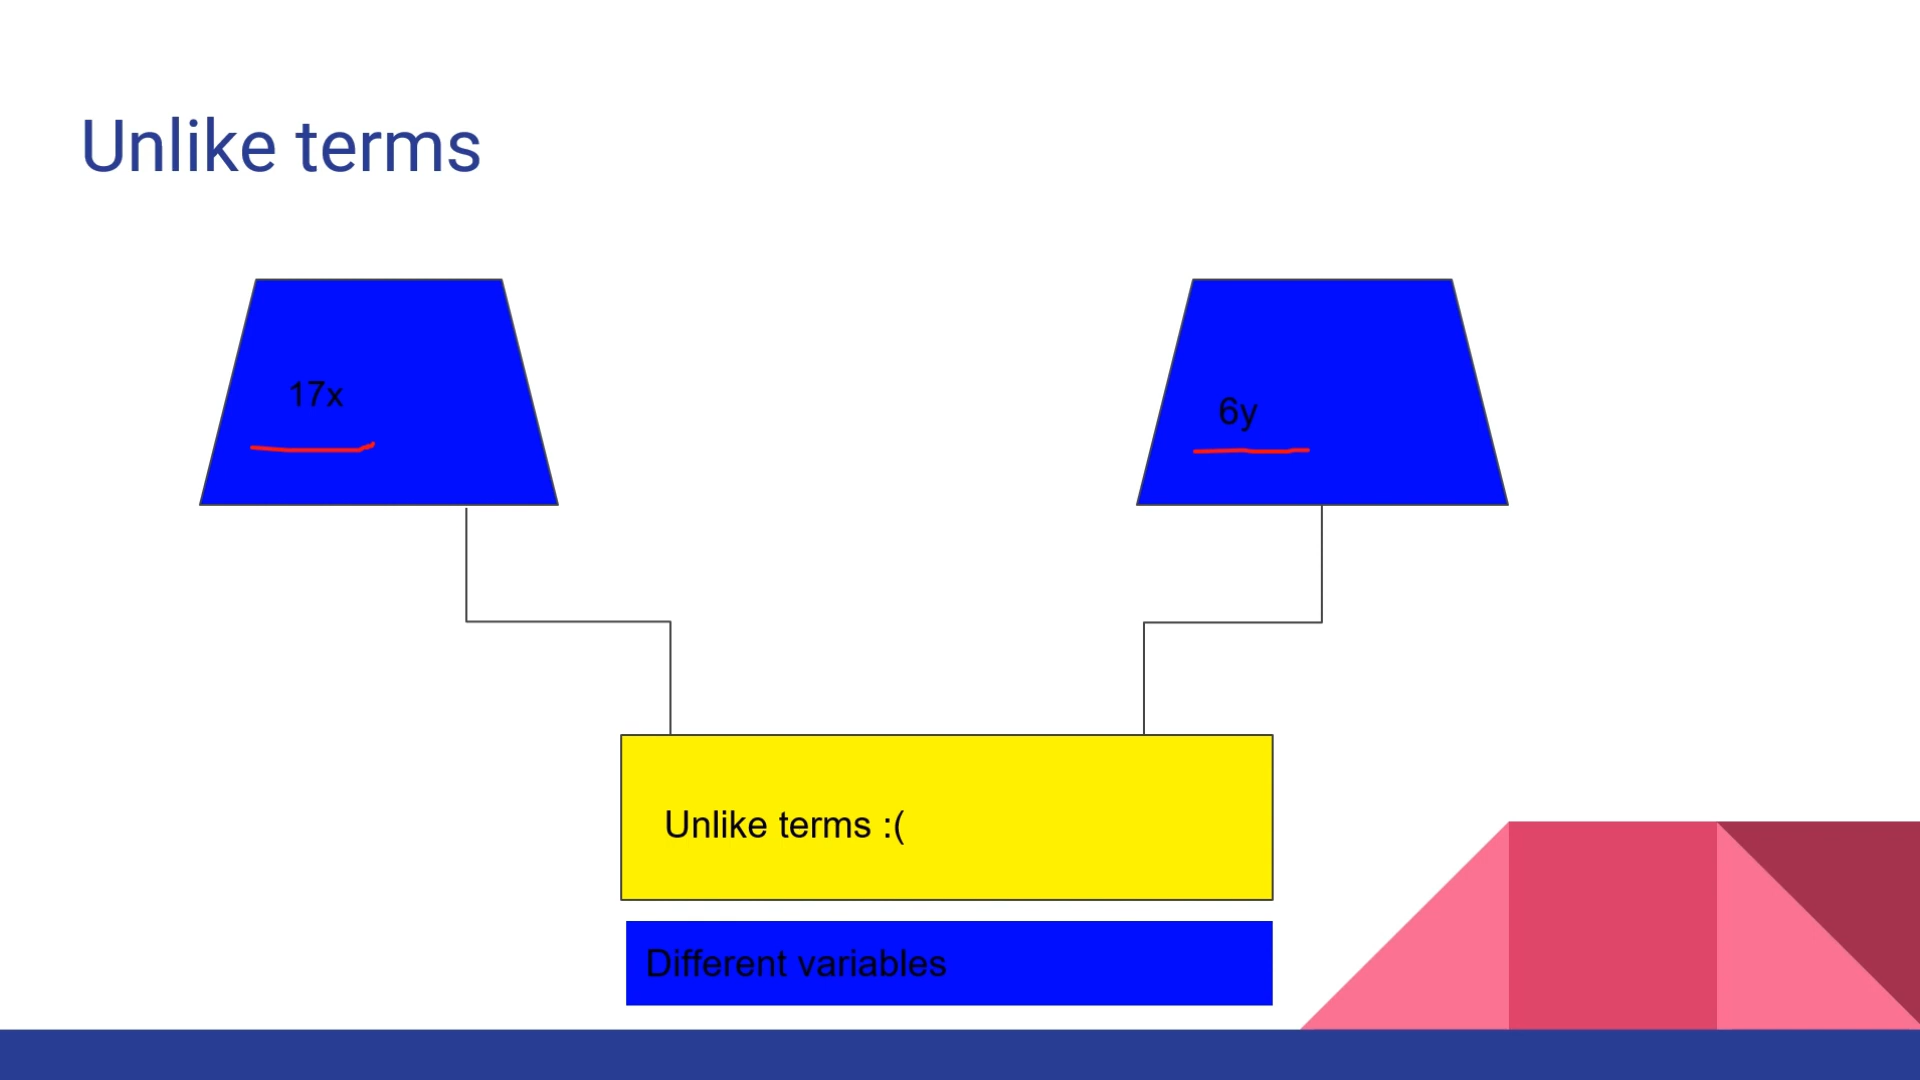 Unlike terms
17x
6y
Unlike terms :(
Different variables